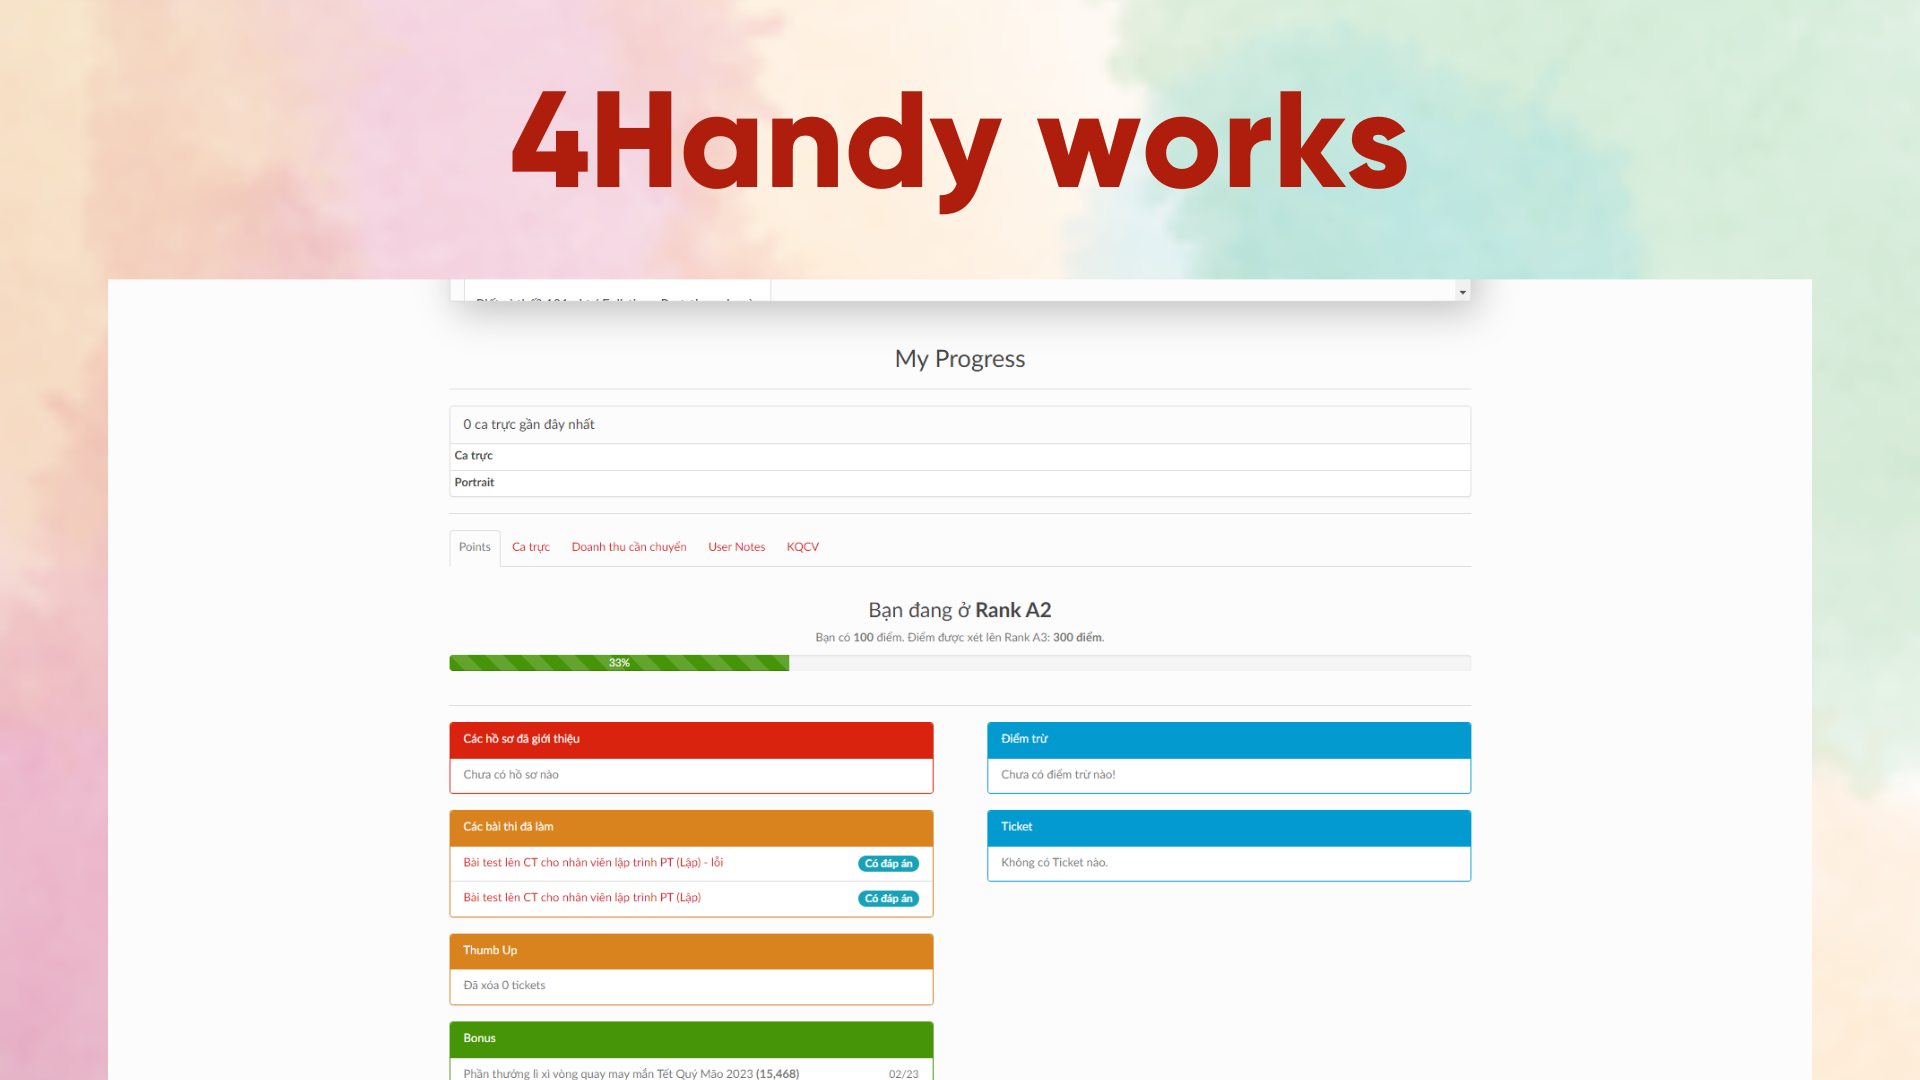 4Handy works
My Progress
0 ca trực gần đây nhất
Ca trực
Portrait
Points Ca trực Doanh thu cần chuyển User Notes KQCV
Bạn đang ở Rank A2
Bạn có 100 điểm. Điểm được xét lên Rank A3: 300 điểm.
33%
Các hồ sơ đã giới thiệu
Chưa có hồ sơ nào
Điểm trừ
Chưa có điểm trừ nào!
Các bài thi đã làm
Bài test lên CT cho nhân viên lập trình PT (Lập) - lỗi Có đáp án
Bài test lên CT cho nhân viên lập trình PT (Lập) Có đáp án
Ticket
Không có Ticket nào.
Thumb Up
Đã xóa 0 tickets
Bonus
Phần thưởng lì xì vòng quay may mắn Tết Quý Mão 2023 (15,468) 02/23